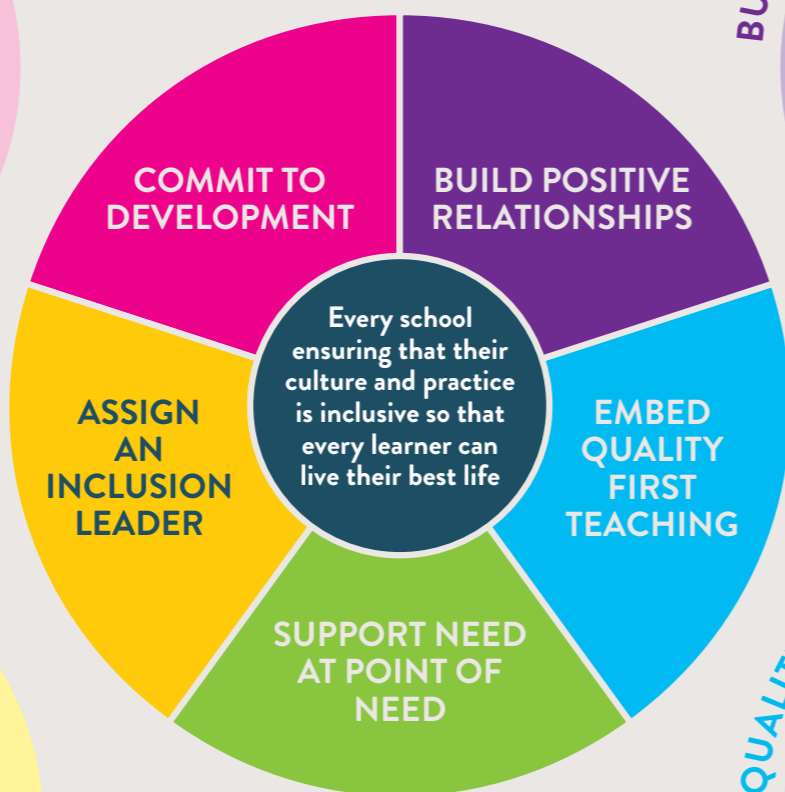 BU
COMMIT TO
DEVELOPMENT
BUILD POSITIVE
RELATIONSHIPS
Every school
ensuring that their
culture and practice
is inclusive so that
every learner can
live their best life
ASSIGN
AN
INCLUSION
LEADER
EMBED
QUALITY
FIRST
TEACHING
SUPPORT NEED
AT POINT OF
NEED
QUALIT